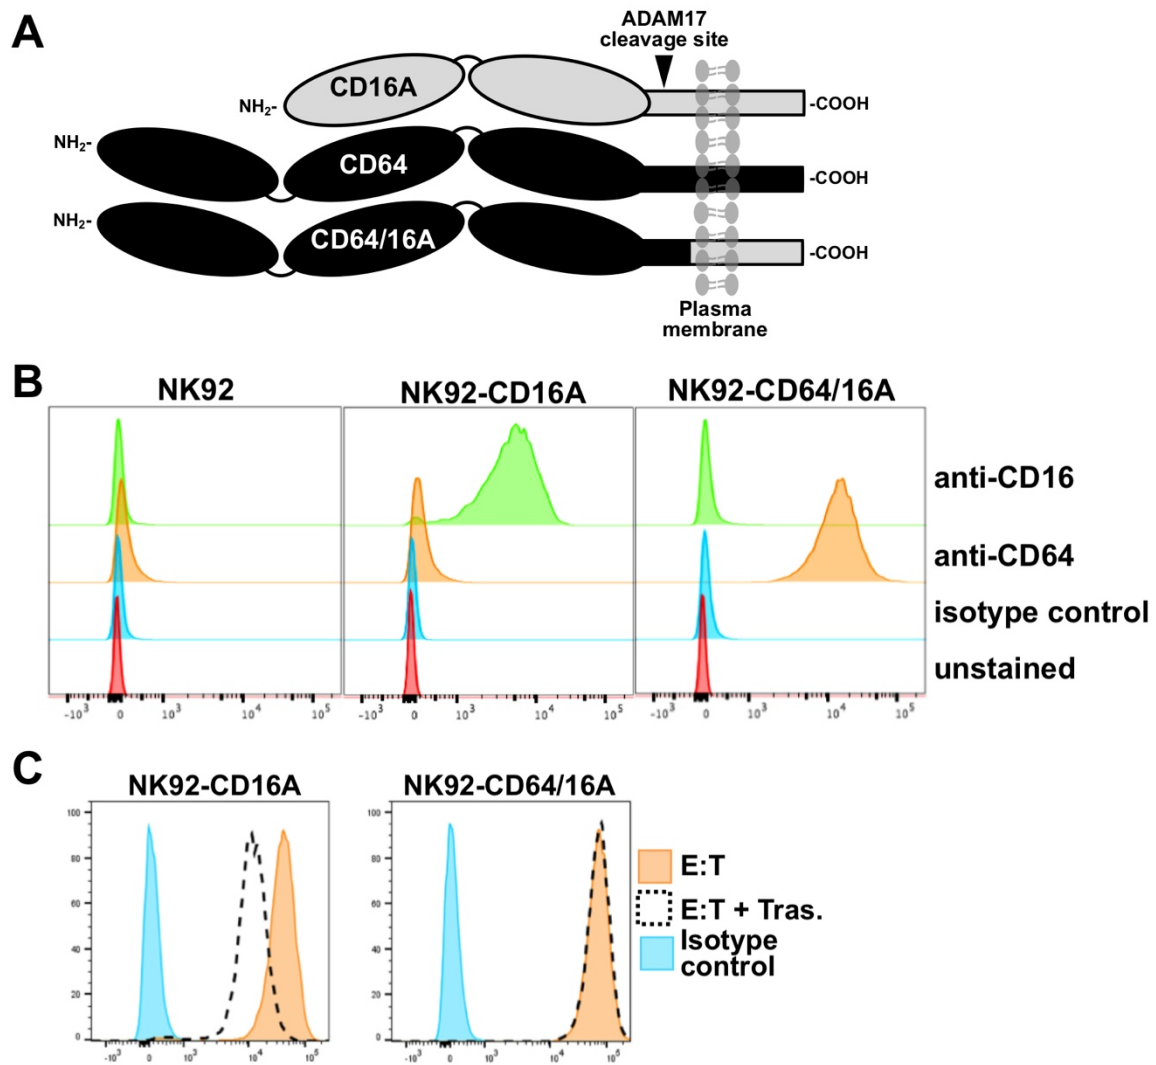 A
ADAM17
cleavage site
CD16A
NH2-
-COOH
NH2-
CD64
-COOH
NH2-
CD64/16A
-COOH
Plasma
membrane
B
NK92
NK92-CD16A
NK92-CD64/16A
anti-CD16
anti-CD64
isotype control
unstained
-10³ 0 10³ 10⁴ 10⁵
-10³ 0 10³ 10⁴ 10⁵
-10³ 0 10³ 10⁴ 10⁵
C
NK92-CD16A
NK92-CD64/16A
100
80
60
40
20
0
-10³ 0 10³ 10⁴ 10⁵
100
80
60
40
20
0
-10³ 0 10³ 10⁴ 10⁵
E:T
E:T + Tras.
Isotype
control